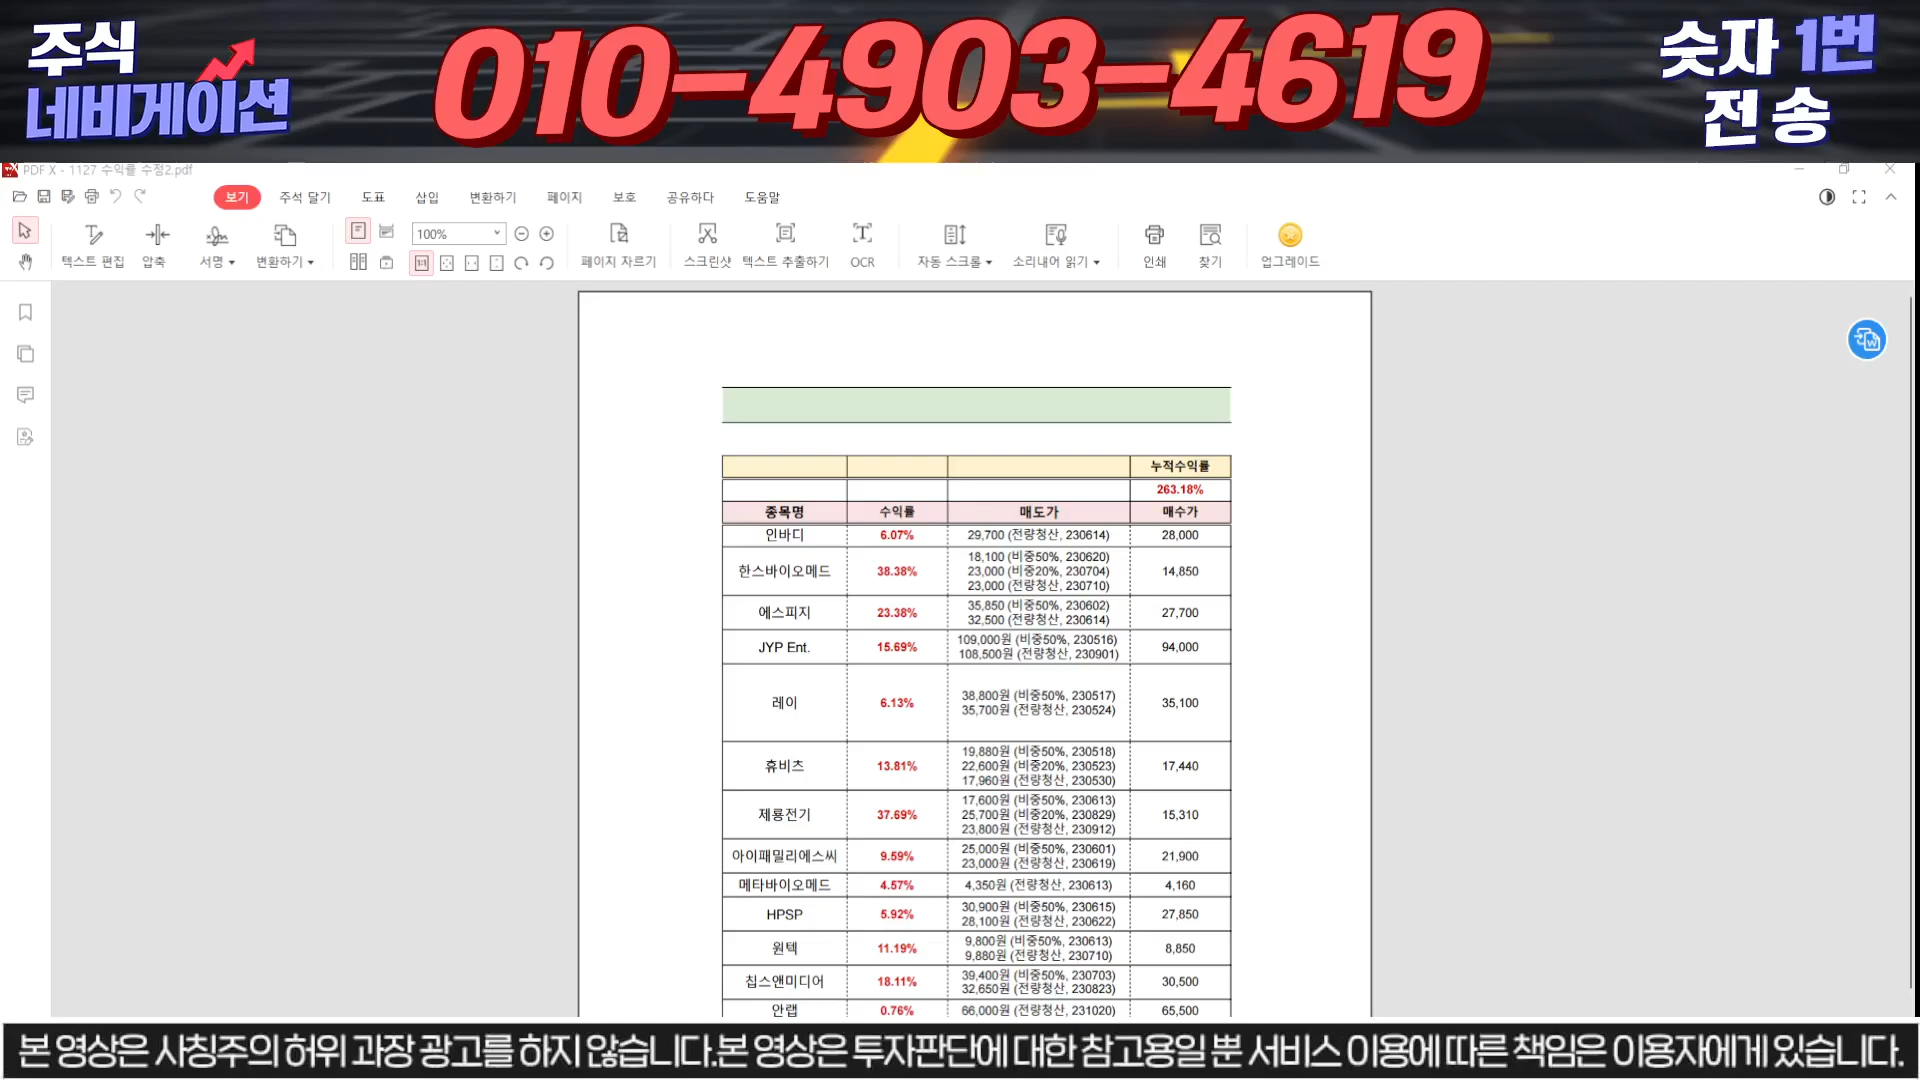 주식
네비게이션
010-4903-4619
숫자 1번
전송
PDF X - 1127 수익률 수정2.pdf
보기 주석 달기 도표 삽입 변환하기 페이지 보호 공유하다 도움말
100%
텍스트 편집 압축 서명 변환하기 페이지 자르기 스크린샷 텍스트 추출하기 OCR 자동 스크롤 소리내어 읽기 인쇄 찾기 업그레이드
누적수익률
263.18%
종목명 수익률 매도가 매수가
인바디 6.07% 29,700 (전량청산, 230614) 28,000
한스바이오메드 38.38% 18,100 (비중50%, 230620) 14,850
23,000 (비중20%, 230704)
23,000 (전량청산, 230710)
에스피지 23.38% 35,850 (비중50%, 230602) 27,700
32,500 (전량청산, 230614)
JYP Ent. 15.69% 109,000원 (비중50%, 230516) 94,000
108,500원 (전량청산, 230901)
레이 6.13% 38,800원 (비중50%, 230517) 35,100
35,700원 (전량청산, 230524)
휴비츠 13.81% 19,880원 (비중50%, 230518) 17,440
22,600원 (비중20%, 230523)
17,960원 (전량청산, 230530)
제룡전기 37.69% 17,600원 (비중50%, 230613) 15,310
25,700원 (비중20%, 230829)
23,800원 (전량청산, 230912)
아이패밀리에스씨 9.59% 25,000원 (비중50%, 230601) 21,900
23,000원 (전량청산, 230619)
메타바이오메드 4.57% 4,350원 (전량청산, 230613) 4,160
HPSP 5.92% 30,900원 (비중50%, 230615) 27,850
28,100원 (전량청산, 230622)
원텍 11.19% 9,800원 (비중50%, 230613) 8,850
9,880원 (전량청산, 230710)
칩스앤미디어 18.11% 39,400원 (비중50%, 230703) 30,500
32,650원 (전량청산, 230823)
안랩 0.76% 66,000원 (전량청산, 231020) 65,500
본 영상은 사칭주의 허위 과장 광고를 하지 않습니다.본 영상은 투자판단에 대한 참고용일 뿐 서비스 이용에 따른 책임은 이용자에게 있습니다.